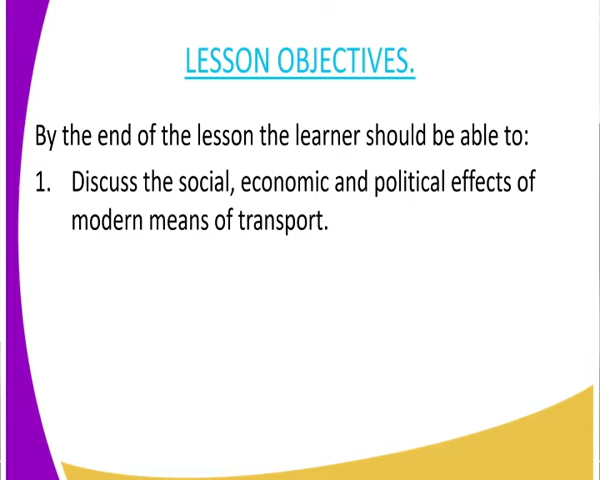 LESSON OBJECTIVES.
By the end of the lesson the learner should be able to:
1. Discuss the social, economic and political effects of
modern means of transport.